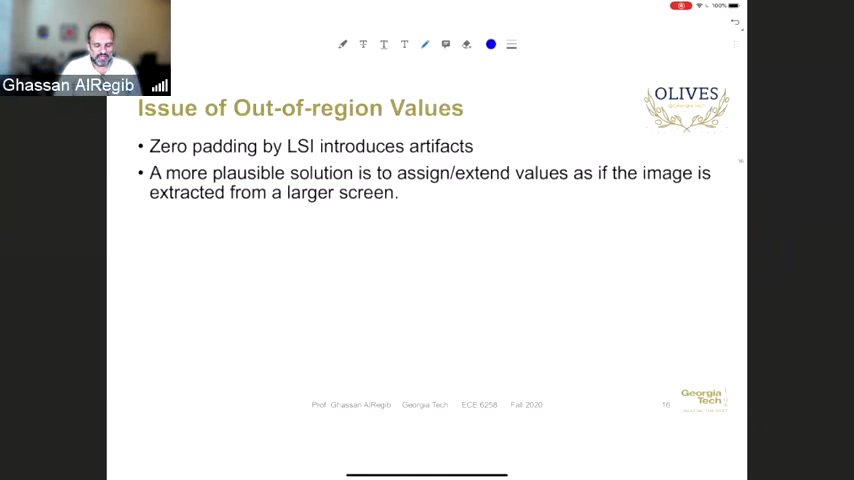 100%
Ghassan AlRegib
OLIVES
Issue of Out-of-region Values
• Zero padding by LSI introduces artifacts
• A more plausible solution is to assign/extend values as if the image is
extracted from a larger screen.
Prof. Ghassan AlRegib Georgia Tech ECE 6258 Fall 2020
16
Georgia
Tech